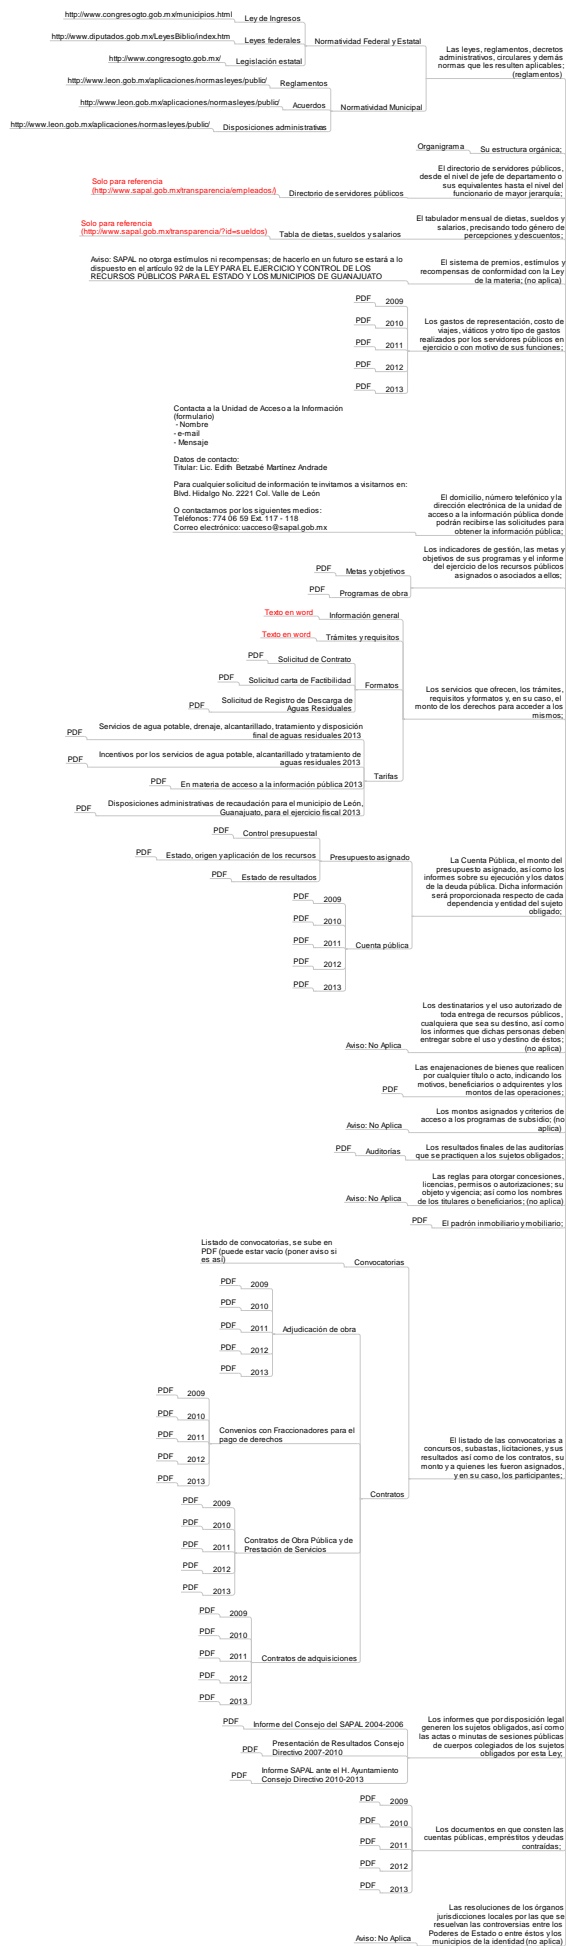 http://www.congresogto.gob.mx/municipios.html
Ley de Ingresos
http://www.diputados.gob.mx/LeyesBiblio/index.htm
Leyes federales
Normatividad Federal y Estatal
http://www.congresogto.gob.mx/
Legislación estatal
Las leyes, reglamentos, decretos
administrativos, circulares y demás
normas que les resulten aplicables;
(reglamentos)
http://www.leon.gob.mx/aplicaciones/normasleyes/public/
Reglamentos
http://www.leon.gob.mx/aplicaciones/normasleyes/public/
Acuerdos
Normatividad Municipal
http://www.leon.gob.mx/aplicaciones/normasleyes/public/
Disposiciones administrativas
Organigrama
Su estructura orgánica;
Solo para referencia
(http://www.sapal.gob.mx/transparencia/empleados/)
Directorio de servidores públicos
El directorio de servidores públicos,
desde el nivel de jefe de departamento o
sus equivalentes hasta el nivel del
funcionario de mayor jerarquía;
Solo para referencia
(http://www.sapal.gob.mx/transparencia/?id=sueldos)
Tabla de dietas, sueldos y salarios
El tabulador mensual de dietas, sueldos y
salarios, precisando todo género de
percepciones y descuentos;
Aviso: SAPAL no otorga estímulos ni recompensas; de hacerlo en un futuro se estará a lo
dispuesto en el artículo 92 de la LEY PARA EL EJERCICIO Y CONTROL DE LOS
RECURSOS PÚBLICOS PARA EL ESTADO Y LOS MUNICIPIOS DE GUANAJUATO
El sistema de premios, estímulos y
recompensas de conformidad con la Ley
de la materia; (no aplica)
PDF 2009
PDF 2010
PDF 2011
PDF 2012
PDF 2013
Los gastos de representación, costo de
viajes, viáticos y otro tipo de gastos
realizados por los servidores públicos en
ejercicio o con motivo de sus funciones;
Contacta a la Unidad de Acceso a la Información
(formulario)
- Nombre
- e-mail
- Mensaje
Datos de contacto:
Titular: Lic. Edith Betzabé Martínez Andrade
Para cualquier solicitud de información te invitamos a visitarnos en:
Blvd. Hidalgo No. 2221 Col. Valle de León
O contactarnos por los siguientes medios:
Teléfonos: 774 06 59 Ext. 117 - 118
Correo electrónico: uacceso@sapal.gob.mx
El domicilio, número telefónico y la
dirección electrónica de la unidad de
acceso a la información pública donde
podrán recibirse las solicitudes para
obtener la información pública;
PDF Metas y objetivos
PDF Programas de obra
Los indicadores de gestión, las metas y
objetivos de sus programas y el informe
del ejercicio de los recursos públicos
asignados o asociados a ellos;
Texto en word Información general
Texto en word Trámites y requisitos
PDF Solicitud de Contrato
PDF Solicitud carta de Factibilidad
Formatos
PDF Solicitud de Registro de Descarga de
Aguas Residuales
Los servicios que ofrecen, los trámites,
requisitos y formatos y, en su caso, el
monto de los derechos para acceder a los
mismos;
PDF Servicios de agua potable, drenaje, alcantarillado, tratamiento y disposición
final de aguas residuales 2013
PDF Incentivos por los servicios de agua potable, alcantarillado y tratamiento de
aguas residuales 2013
Tarifas
PDF En materia de acceso a la información pública 2013
PDF Disposiciones administrativas de recaudación para el municipio de León,
Guanajuato, para el ejercicio fiscal 2013
PDF Control presupuestal
PDF Estado, origen y aplicación de los recursos
Presupuesto asignado
PDF Estado de resultados
La Cuenta Pública, el monto del
presupuesto asignado, así como los
informes sobre su ejecución y los datos
de la deuda pública. Dicha información
será proporcionada respecto de cada
dependencia y entidad del sujeto
obligado;
PDF 2009
PDF 2010
PDF 2011
Cuenta pública
PDF 2012
PDF 2013
Los destinatarios y el uso autorizado de
toda entrega de recursos públicos,
cualquiera que sea su destino, así como
los informes que dichas personas deben
entregar sobre el uso y destino de éstos;
(no aplica)
Aviso: No Aplica
Las enajenaciones de bienes que realicen
por cualquier título o acto, indicando los
motivos, beneficiarios o adquirentes y los
montos de las operaciones;
PDF
Los montos asignados y criterios de
acceso a los programas de subsidio; (no
aplica)
Aviso: No Aplica
PDF Auditorías
Los resultados finales de las auditorías
que se practiquen a los sujetos obligados;
Las reglas para otorgar concesiones,
licencias, permisos o autorizaciones; su
objeto y vigencia; así como los nombres
de los titulares o beneficiarios; (no aplica)
Aviso: No Aplica
PDF El padrón inmobiliario y mobiliario;
Listado de convocatorias, se sube en
PDF (puede estar vacío (poner aviso si
es así)
Convocatorias
PDF 2009
PDF 2010
PDF 2011
Adjudicación de obra
PDF 2012
PDF 2013
PDF 2009
PDF 2010
PDF 2011
Convenios con Fraccionadores para el
pago de derechos
PDF 2012
PDF 2013
El listado de las convocatorias a
concursos, subastas, licitaciones, y sus
resultados así como de los contratos, su
monto y a quienes les fueron asignados,
y en su caso, los participantes;
Contratos
PDF 2009
PDF 2010
PDF 2011
Contratos de Obra Pública y de
Prestación de Servicios
PDF 2012
PDF 2013
PDF 2009
PDF 2010
PDF 2011
Contratos de adquisiciones
PDF 2012
PDF 2013
PDF Informe del Consejo del SAPAL 2004-2006
PDF Presentación de Resultados Consejo
Directivo 2007-2010
PDF Informe SAPAL ante el H. Ayuntamiento
Consejo Directivo 2010-2013
Los informes que por disposición legal
generen los sujetos obligados, así como
las actas o minutas de sesiones públicas
de cuerpos colegiados de los sujetos
obligados por esta Ley;
PDF 2009
PDF 2010
PDF 2011
PDF 2012
PDF 2013
Los documentos en que consten las
cuentas públicas, empréstitos y deudas
contraídas;
Las resoluciones de los órganos
jurisdicciones locales por las que se
resuelvan las controversias entre los
Poderes de Estado o entre éstos y los
municipios de la identidad (no aplica)
Aviso: No Aplica